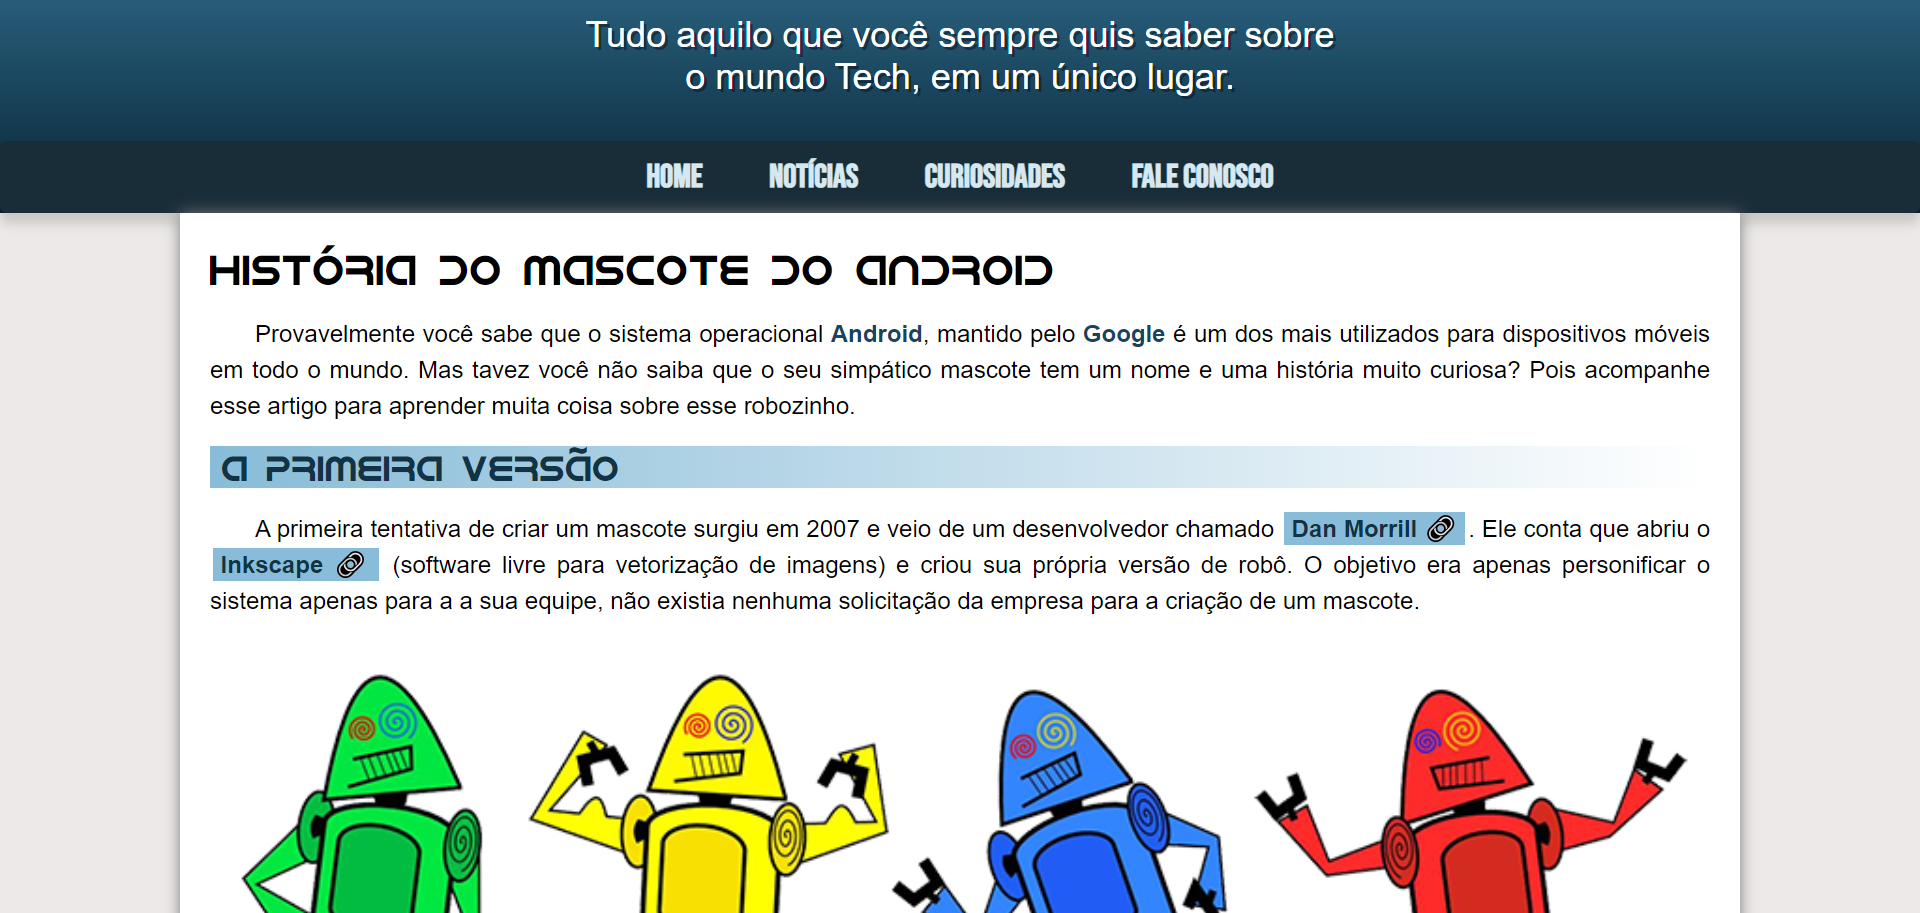 Tudo aquilo que você sempre quis saber sobre
o mundo Tech, em um único lugar.
HOME NOTÍCIAS CURIOSIDADES FALE CONOSCO
HISTÓRIA DO MASCOTE DO ANDROID
Provavelmente você sabe que o sistema operacional Android, mantido pelo Google é um dos mais utilizados para dispositivos móveis
em todo o mundo. Mas tavez você não saiba que o seu simpático mascote tem um nome e uma história muito curiosa? Pois acompanhe
esse artigo para aprender muita coisa sobre esse robozinho.
A PRIMEIRA VERSÃO
A primeira tentativa de criar um mascote surgiu em 2007 e veio de um desenvolvedor chamado Dan Morrill . Ele conta que abriu o
Inkscape (software livre para vetorização de imagens) e criou sua própria versão de robô. O objetivo era apenas personificar o
sistema apenas para a a sua equipe, não existia nenhuma solicitação da empresa para a criação de um mascote.